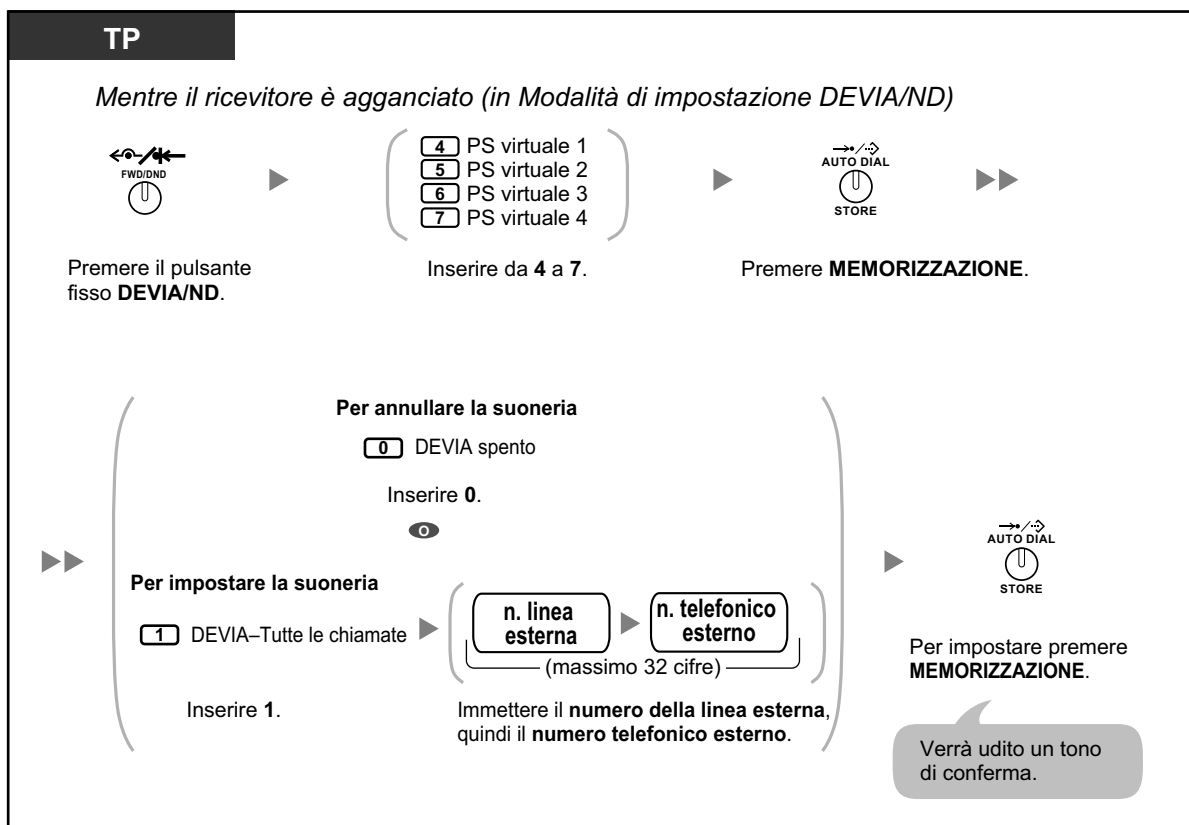 TP
Mentre il ricevitore è agganciato (in Modalità di impostazione DEVIA/ND)
FWD/DND
4 PS virtuale 1
5 PS virtuale 2
6 PS virtuale 3
7 PS virtuale 4
AUTO DIAL
STORE
Premere il pulsante
fisso DEVIA/ND.
Inserire da 4 a 7.
Premere MEMORIZZAZIONE.
Per annullare la suoneria
0 DEVIA spento
Inserire 0.
O
Per impostare la suoneria
1 DEVIA–Tutte le chiamate
n. linea
esterna
n. telefonico
esterno
(massimo 32 cifre)
Inserire 1.
Immettere il numero della linea esterna,
quindi il numero telefonico esterno.
AUTO DIAL
STORE
Per impostare premere
MEMORIZZAZIONE.
Verrà udito un tono
di conferma.